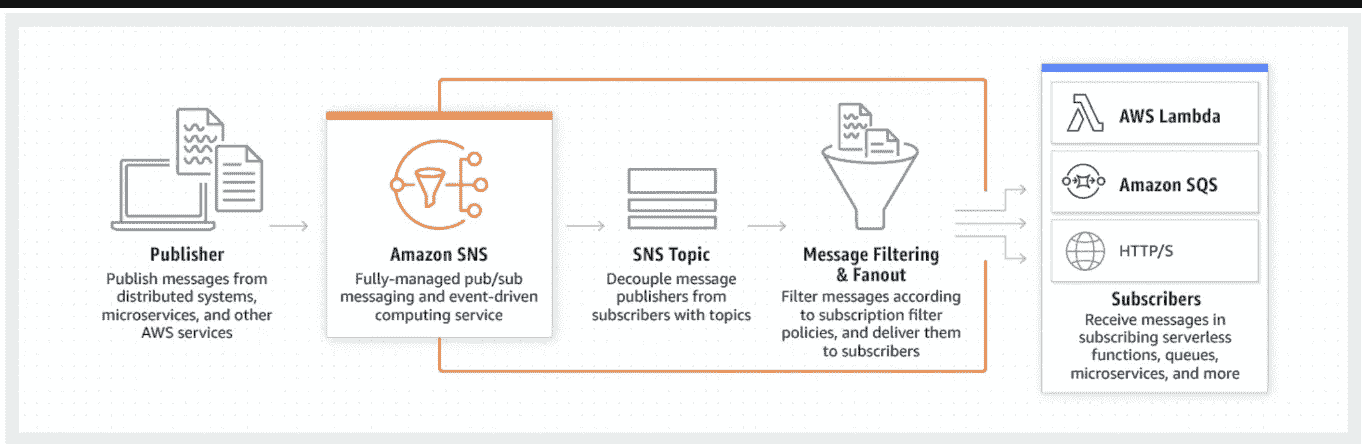 Publisher
Publish messages from
distributed systems,
microservices, and other
AWS services
Amazon SNS
Fully-managed pub/sub
messaging and event-driven
computing service
SNS Topic
Decouple message
publishers from
subscribers with topics
Message Filtering
& Fanout
Filter messages according
to subscription filter
policies, and deliver them
to subscribers
AWS Lambda
Amazon SQS
HTTP/S
Subscribers
Receive messages in
subscribing serverless
functions, queues,
microservices, and more